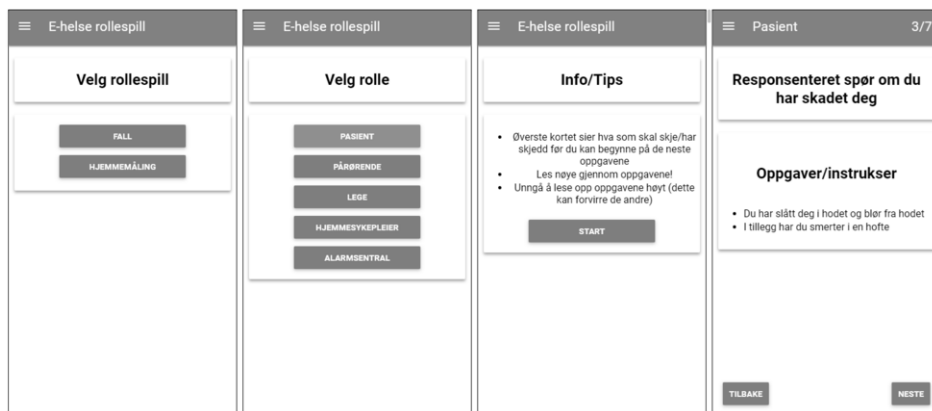 E-helse rollespill
Velg rollespill
FALL
HJEMMEMÅLING
E-helse rollespill
Velg rolle
PASIENT
PÅRØRENDE
LEGE
HJEMMESYKEPLEIER
ALARMSENTRAL
E-helse rollespill
Info/Tips
• Øverste kortet sier hva som skal skje/har
skjedd før du kan begynne på de neste
oppgavene
• Les nøye gjennom oppgavene!
• Unngå å lese opp oppgavene høyt (dette
kan forvirre de andre)
START
Pasient 3/7
Responsenteret spør om du
har skadet deg
Oppgaver/instrukser
• Du har slått deg i hodet og blør fra hodet
• I tillegg har du smerter i en hofte
TILBAKE NESTE